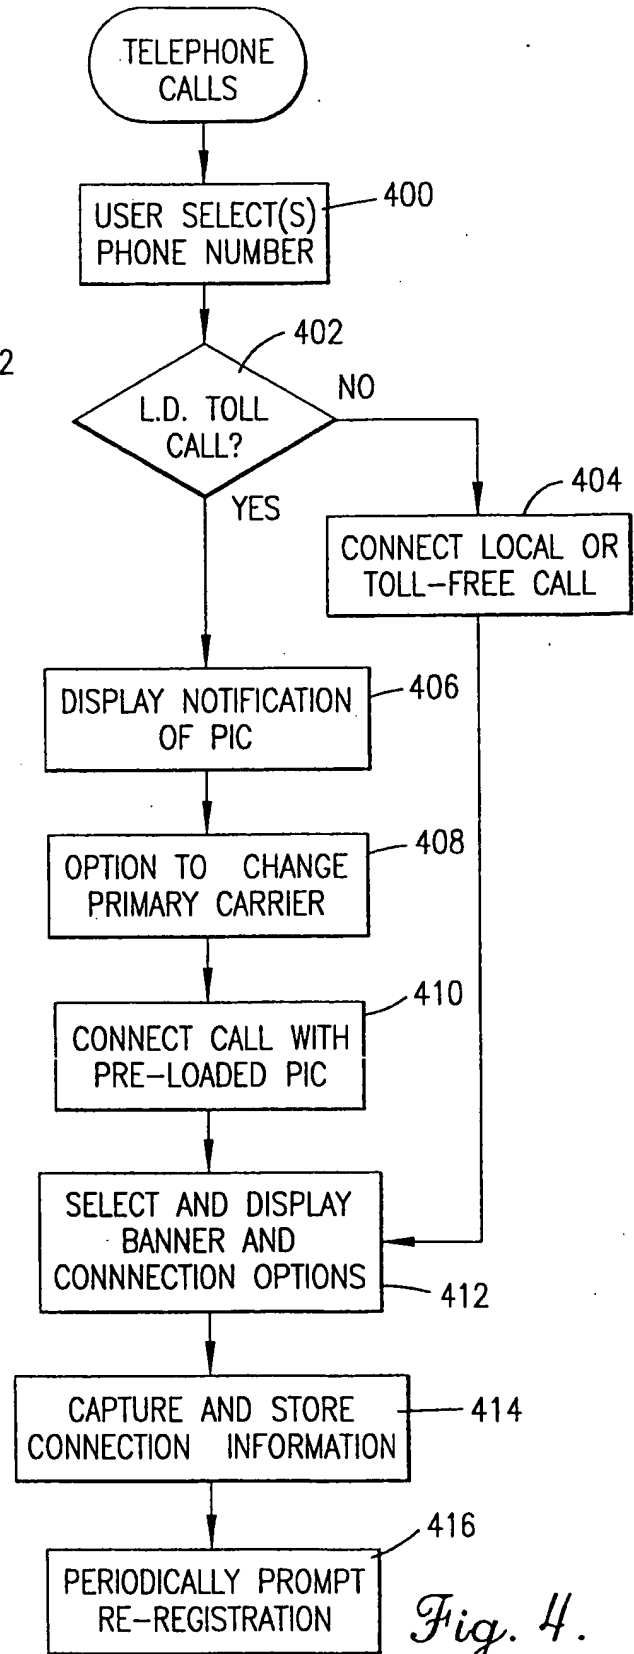 TELEPHONE
CALLS
USER SELECT(S)
PHONE NUMBER
400
402
2
L.D. TOLL
CALL?
NO
YES
404
CONNECT LOCAL OR
TOLL-FREE CALL
DISPLAY NOTIFICATION
OF PIC
406
OPTION TO CHANGE
PRIMARY CARRIER
408
CONNECT CALL WITH
PRE-LOADED PIC
410
SELECT AND DISPLAY
BANNER AND
CONNNECTION OPTIONS
412
CAPTURE AND STORE
CONNECTION INFORMATION
414
PERIODICALLY PROMPT
RE-REGISTRATION
416
Fig. 4.